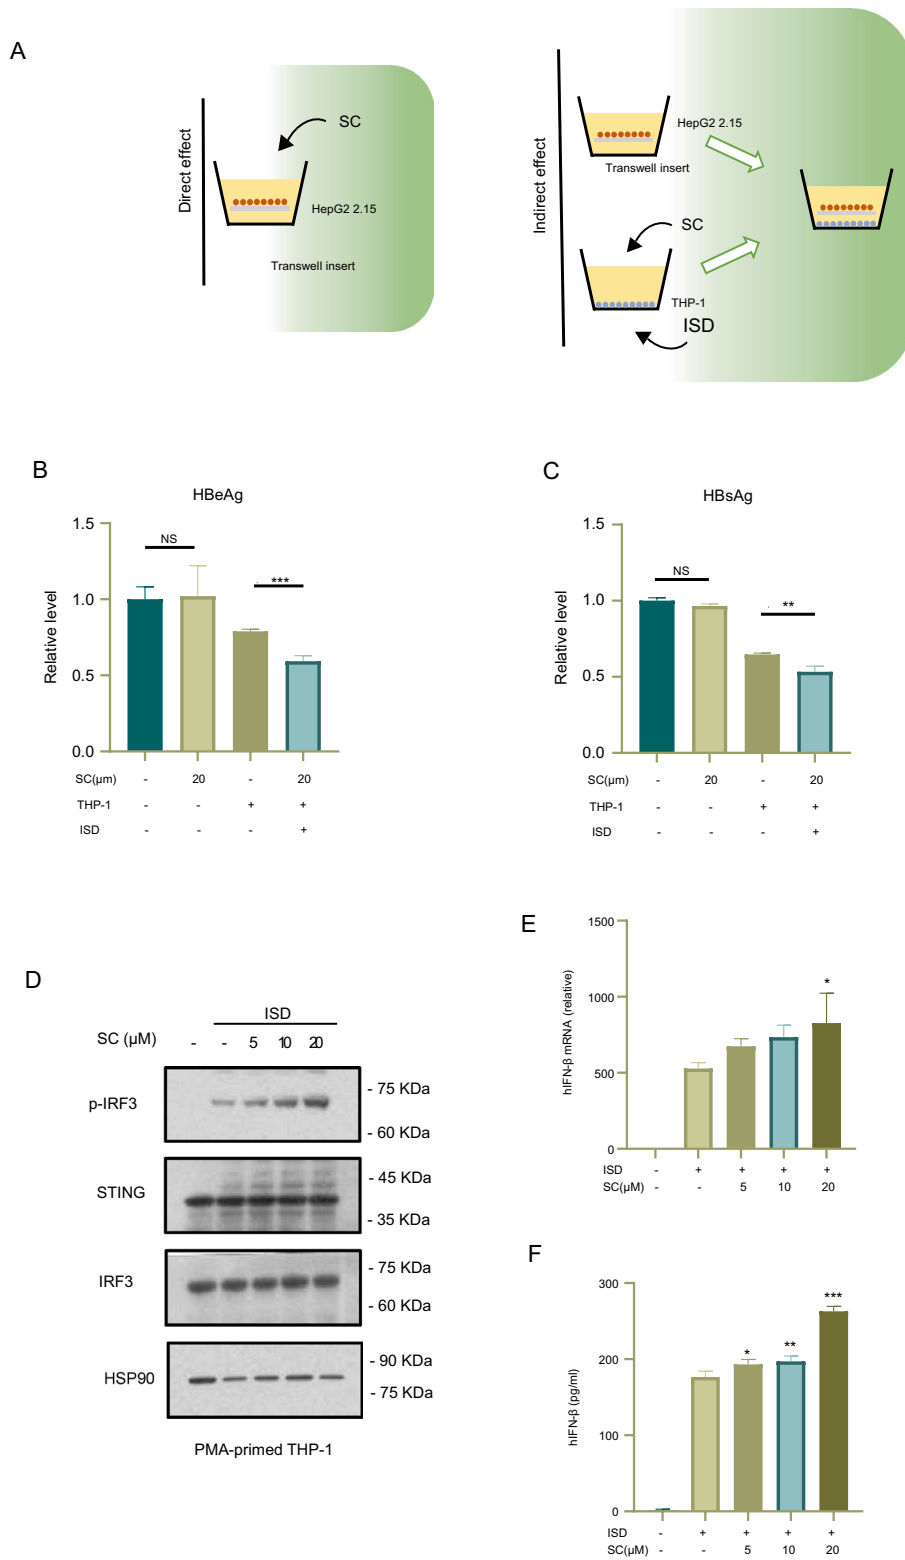 A
Direct effect
SC
HepG2 2.15
Transwell insert
Indirect effect
HepG2 2.15
Transwell insert
SC
THP-1
ISD
B
HBeAg
Relative level
1.5
1.0
0.5
0.0
NS
***
SC(μm) - 20 - 20
THP-1 - - + +
ISD - - +
C
HBsAg
Relative level
1.5
1.0
0.5
0.0
NS
**
- 20 - 20
- - + +
- - +
D
ISD
SC (μM) - - 5 10 20
p-IRF3
- 75 KDa
- 60 KDa
STING
- 45 KDa
- 35 KDa
IRF3
- 75 KDa
- 60 KDa
HSP90
- 90 KDa
- 75 KDa
PMA-primed THP-1
E
hIFN-β mRNA (relative)
1500
1000
500
0
*
ISD - + + + +
SC(μM) - - 5 10 20
F
hIFN-β (pg/ml)
300
200
100
0
* ** ***
ISD - + + + +
SC(μM) - - 5 10 20